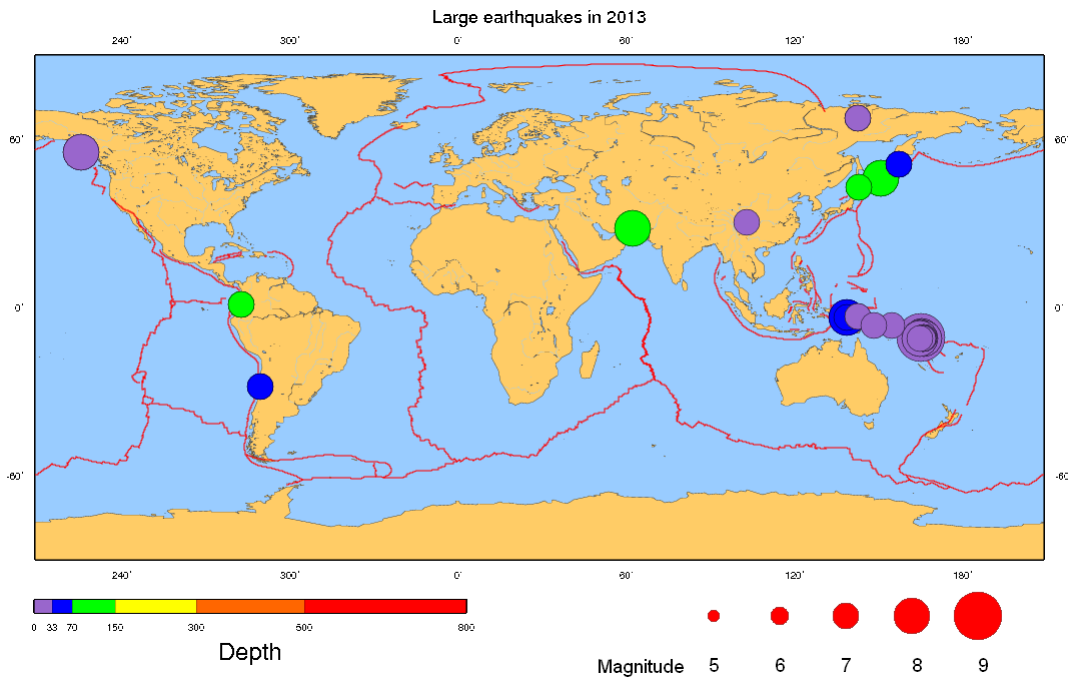 Large earthquakes in 2013
240˚ 300˚ 0˚ 60˚ 120˚ 180˚
60˚ 60˚
0˚ 0˚
-60˚ -60˚
240˚ 300˚ 0˚ 60˚ 120˚ 180˚
0 33 70 150 300 500 800
Depth
Magnitude 5 6 7 8 9